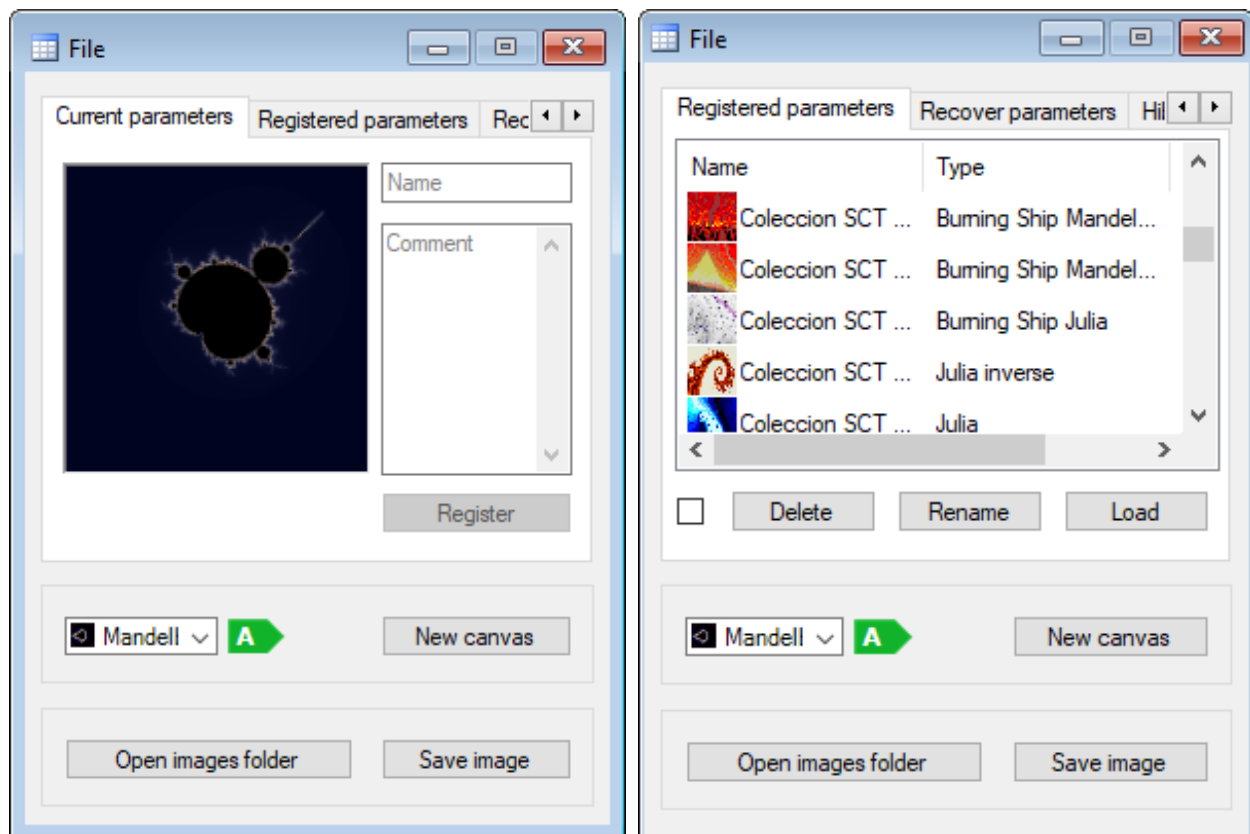 File
Current parameters
Registered parameters
Rec
Name
Comment
Register
Mandell
A
New canvas
Open images folder
Save image
File
Registered parameters
Recover parameters
Hil
Name
Type
Coleccion SCT ...
Burning Ship Mandel...
Coleccion SCT ...
Burning Ship Mandel...
Coleccion SCT ...
Burning Ship Julia
Coleccion SCT ...
Julia inverse
Coleccion SCT ...
Julia
Delete
Rename
Load
Mandell
A
New canvas
Open images folder
Save image